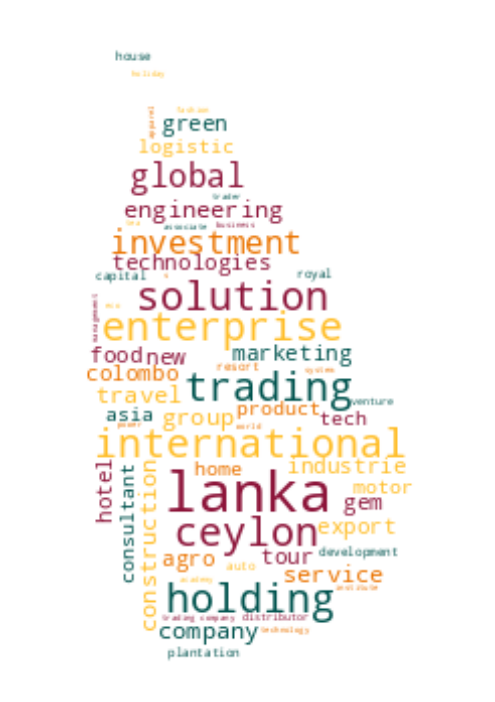 house
holiday
apparel fashion
green
logistic
global
trader
engineering
tea associate business
investment
technologies
capital royal
solution
management
enterprise
food new marketing
colombo resort system
travel trading venture
asia group product tech
power world
international
hotel consultant construction home industrie
lanka motor
gem
ceylon export
agro tour development
auto service
academy institute
holding
trading company distributor
company technology
plantation